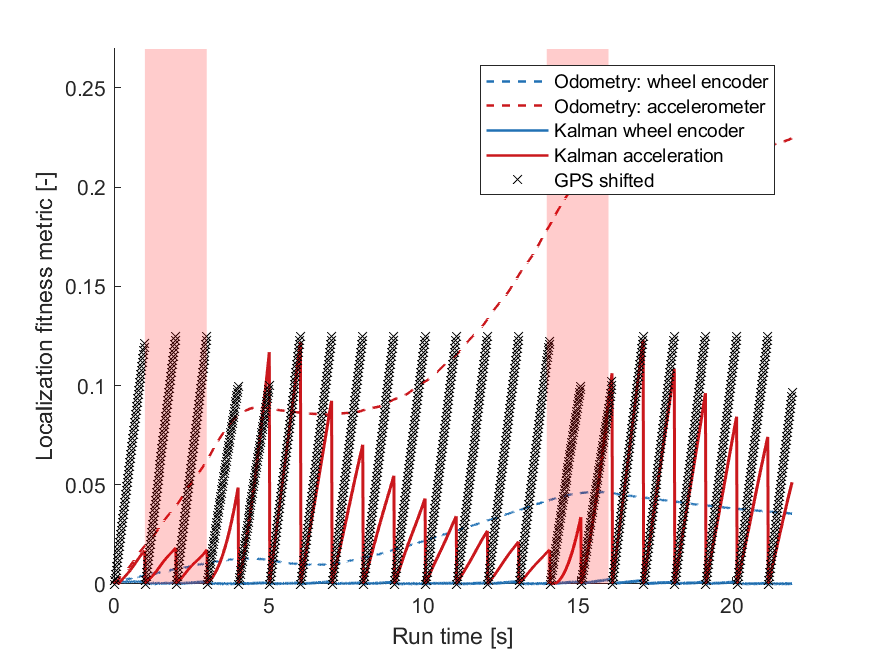 0.25
0.2
0.15
0.1
0.05
0
0 5 10 15 20
Localization fitness metric [-]
Run time [s]
Odometry: wheel encoder
Odometry: accelerometer
Kalman wheel encoder
Kalman acceleration
GPS shifted